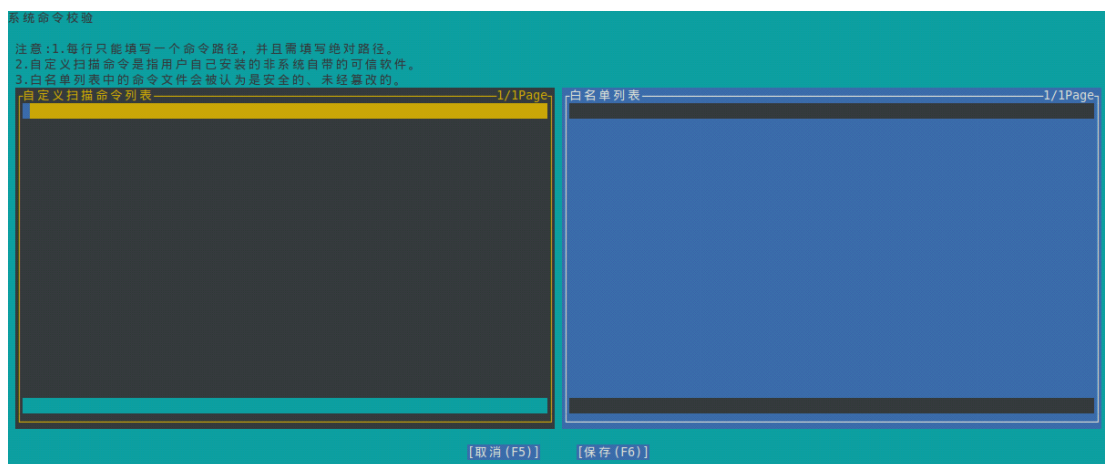 系统命令校验
注意:1.每行只能填写一个命令路径，并且需填写绝对路径。
2.自定义扫描命令是指用户自己安装的非系统自带的可信软件。
3.白名单列表中的命令文件会被认为是安全的、未经篡改的。
自定义扫描命令列表 1/1Page
白名单列表 1/1Page
[取消(F5)] [保存(F6)]